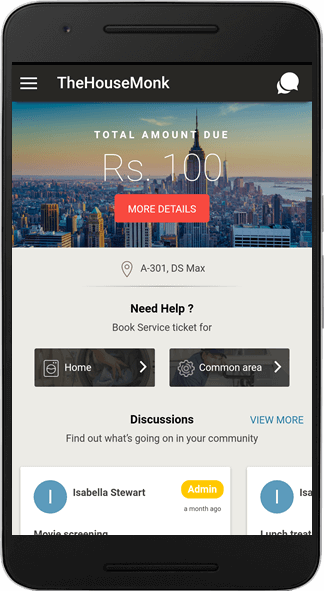 TheHouseMonk
TOTAL AMOUNT DUE
Rs. 100
MORE DETAILS
A-301, DS Max
Need Help ?
Book Service ticket for
Home
Common area
Discussions
VIEW MORE
Find out what's going on in your community
I
Isabella Stewart
Admin
a month ago
Movie screening
I
Isa
Lunch treat